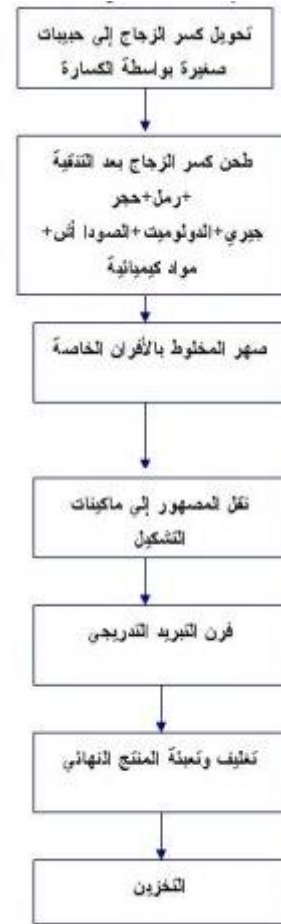 تحويل كسر الزجاج إلى حبيبات
صغيرة بواسطة الكسارة
طحن كسر الزجاج بعد التنقية
+رمل+حجر
جيري+الدولوميت+الصودا أش+
مواد كيميائية
صهر المخلوط بالأفران الخاصة
نقل المصهور إلى ماكينات
التشكيل
فرن التبريد التدريجي
تغليف وتعبئة المنتج النهائي
التخزين